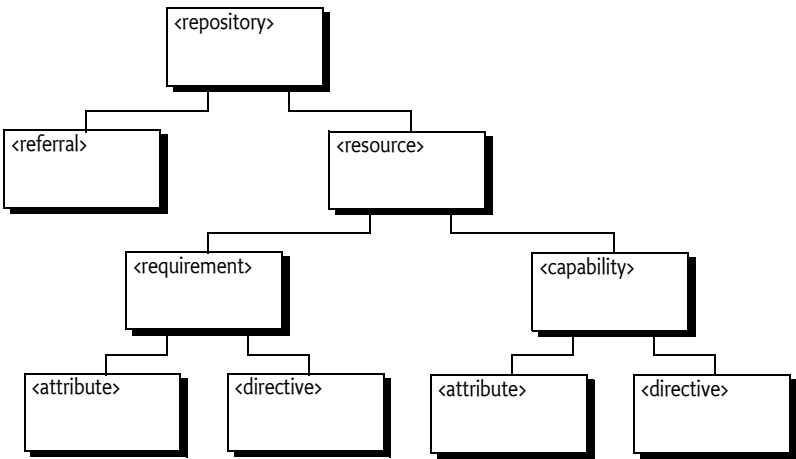 <repository>
<referral>
<resource>
<requirement>
<capability>
<attribute>
<directive>
<attribute>
<directive>